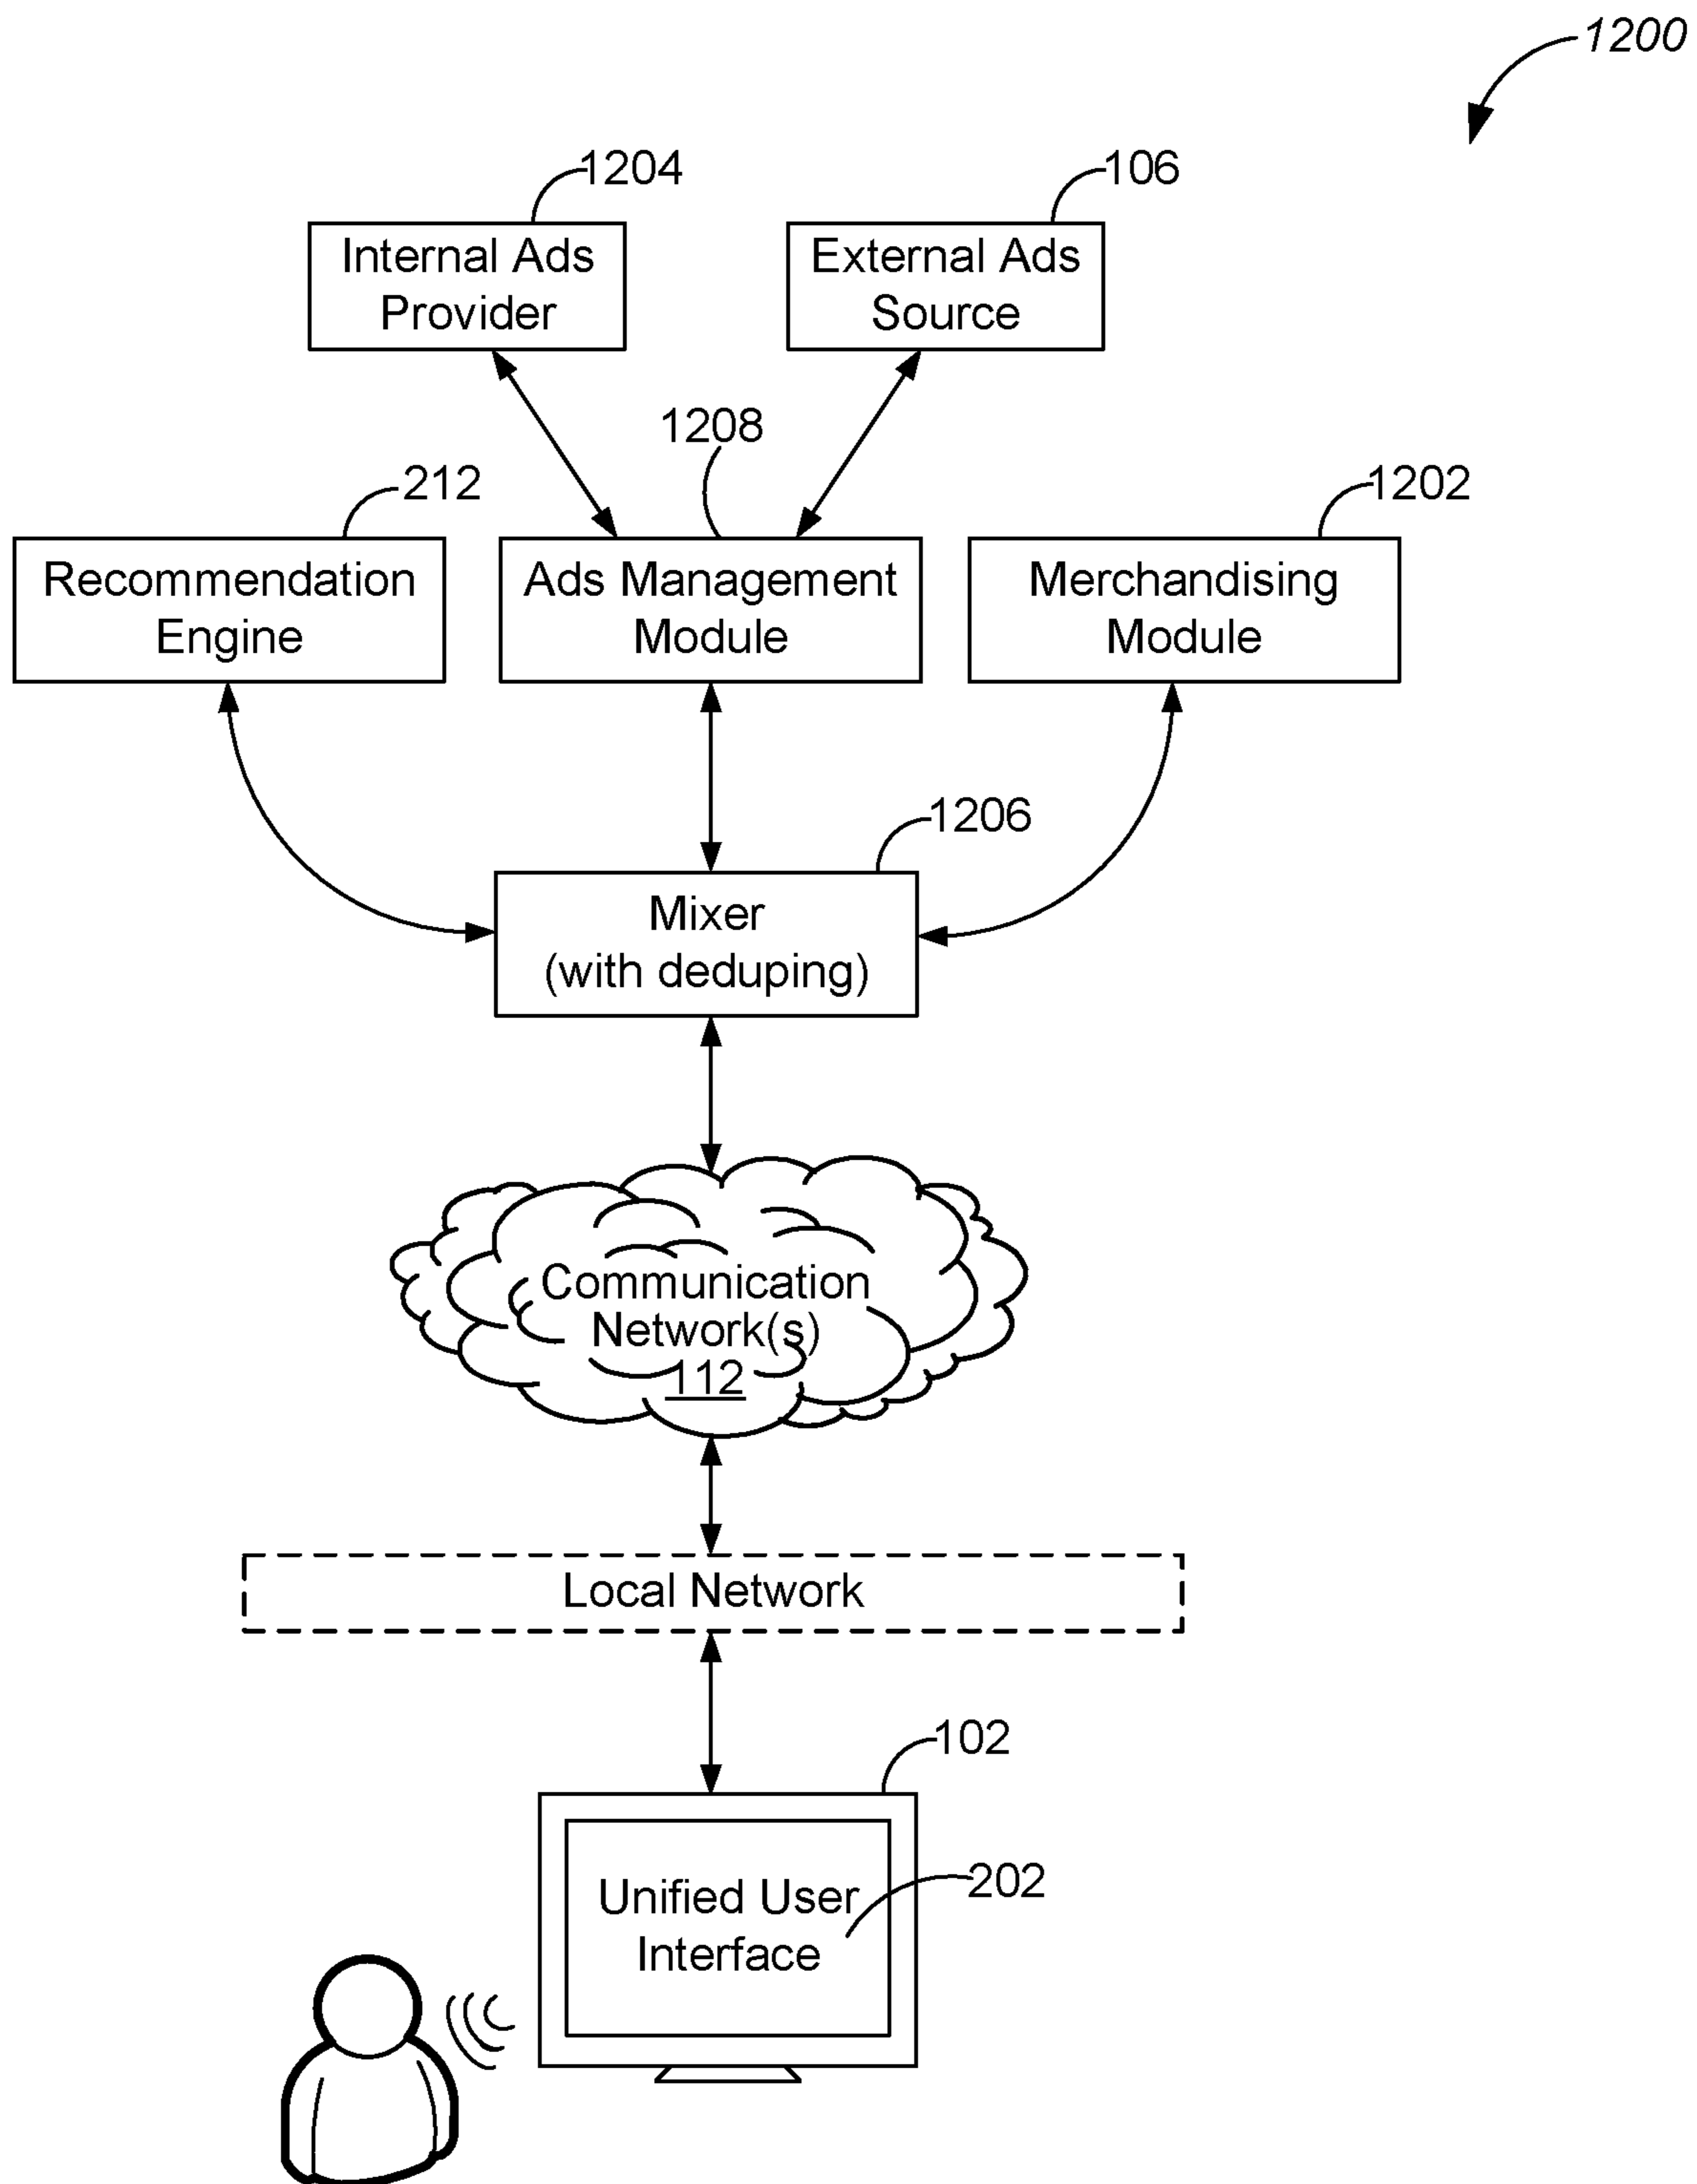 1200
1204
106
Internal Ads
Provider
External Ads
Source
1208
212
1202
Recommendation
Engine
Ads Management
Module
Merchandising
Module
1206
Mixer
(with deduping)
Communication
Network(s)
112
Local Network
102
202
Unified User
Interface